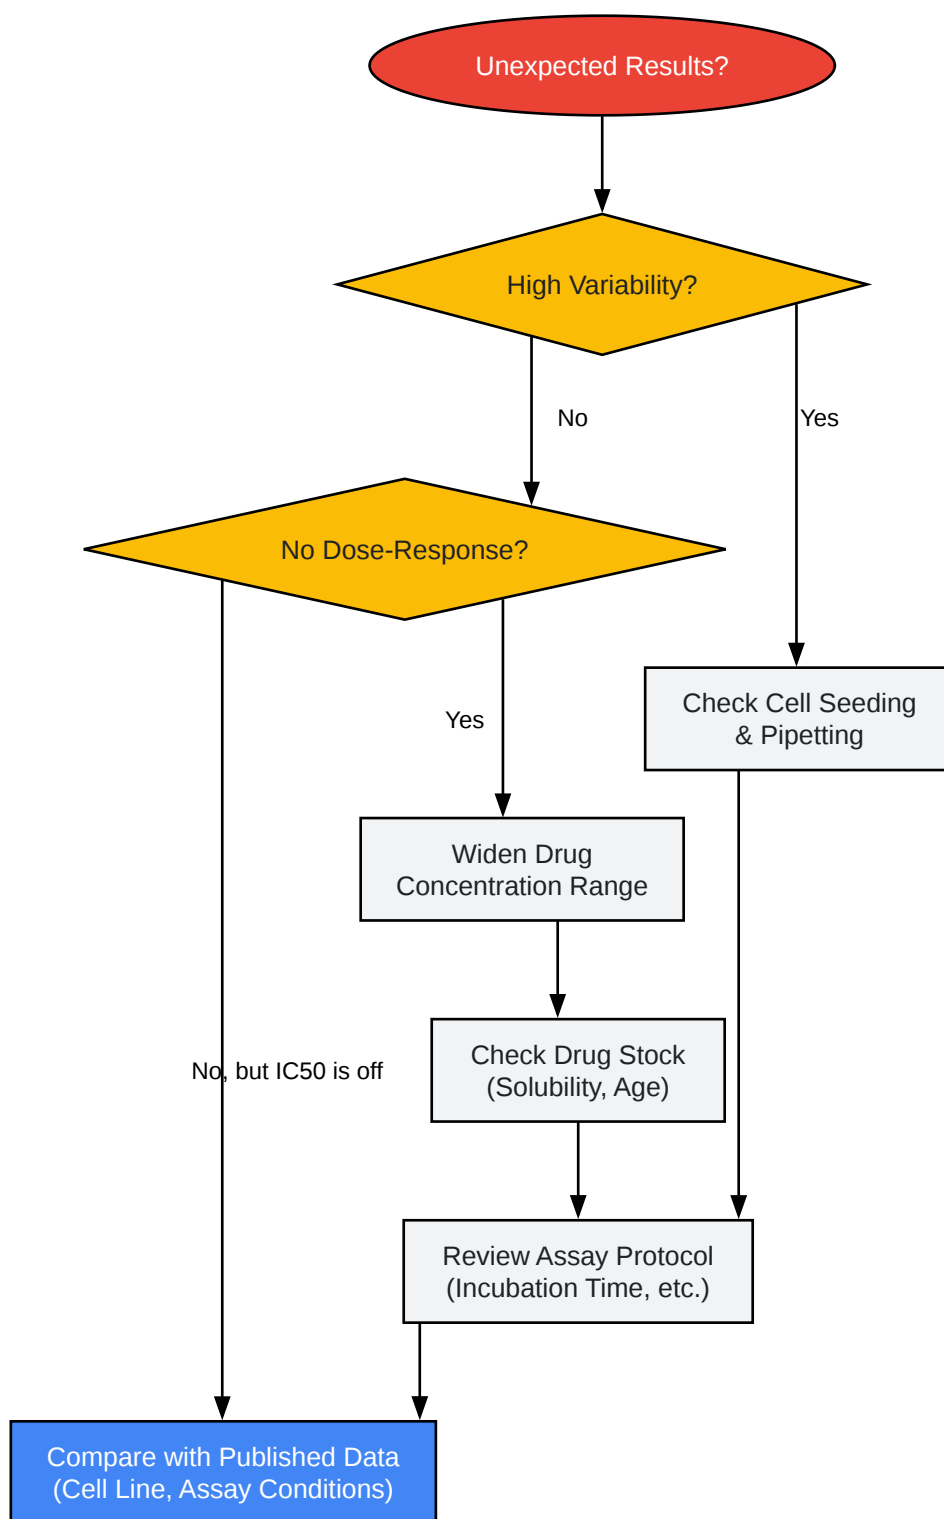 Unexpected Results?
High Variability?
No
Yes
No Dose-Response?
Yes
Check Cell Seeding
& Pipetting
Widen Drug
Concentration Range
Check Drug Stock
(Solubility, Age)
No, but IC50 is off
Review Assay Protocol
(Incubation Time, etc.)
Compare with Published Data
(Cell Line, Assay Conditions)